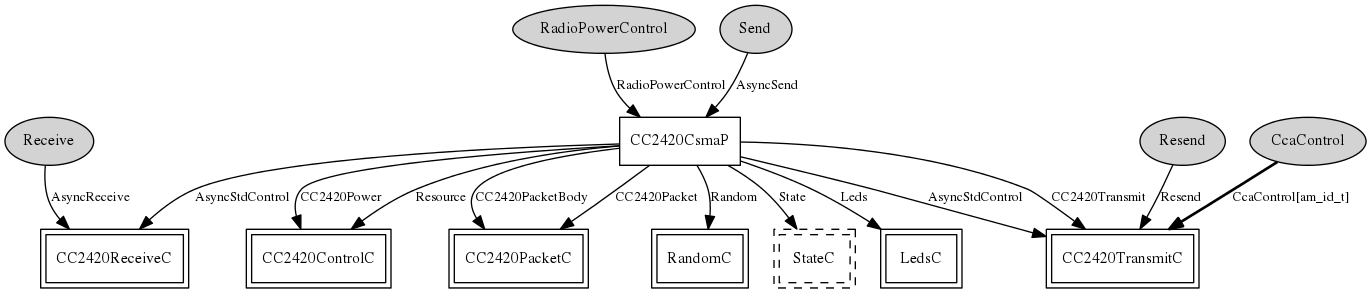 RadioPowerControl
Send
RadioPowerControl
AsyncSend
Receive
CC2420CsmaP
Resend
CcaControl
AsyncReceive
AsyncStdControl
CC2420Power
Resource
CC2420PacketBody
CC2420Packet
Random
State
Leds
AsyncStdControl
CC2420Transmit
Resend
CcaControl[am_id_t]
CC2420ReceiveC
CC2420ControlC
CC2420PacketC
RandomC
StateC
LedsC
CC2420TransmitC